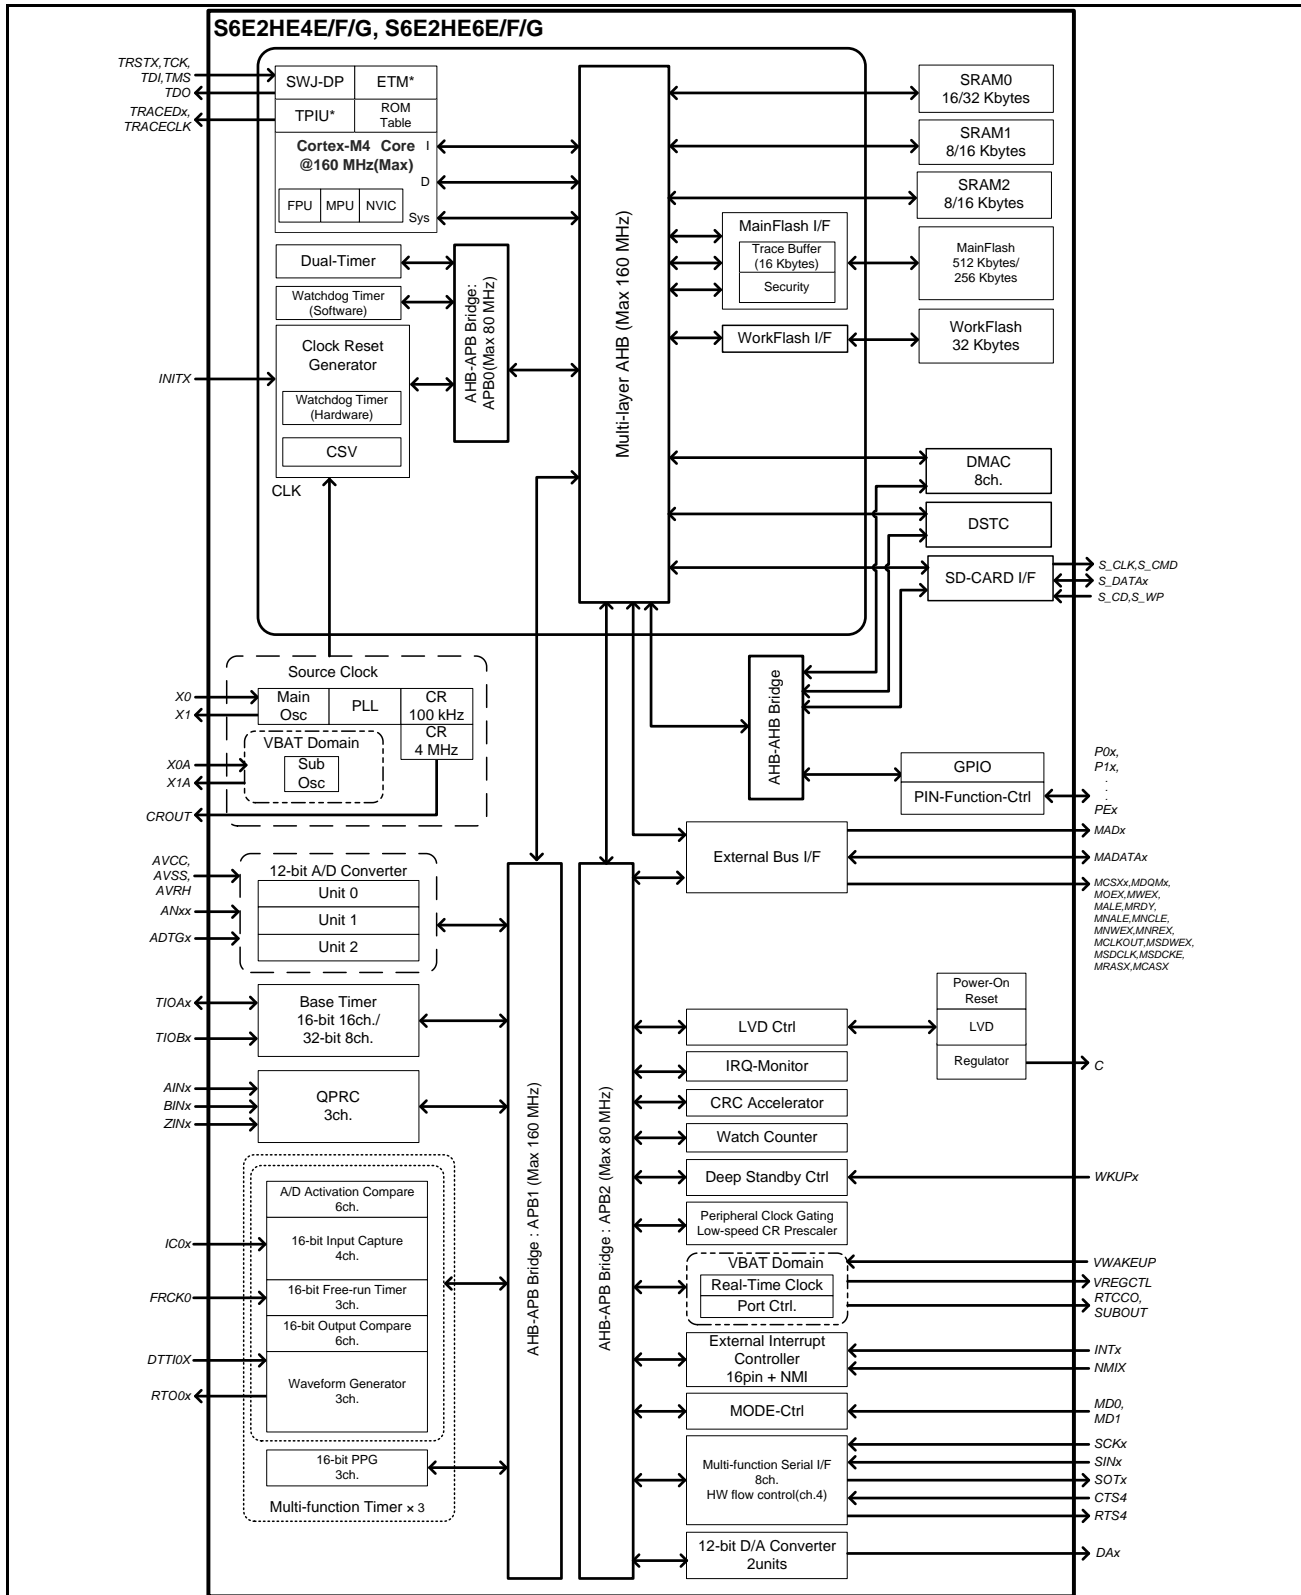 S6E2HE4E/F/G, S6E2HE6E/F/G
TRSTX,TCK,
TDI,TMS
TDO
TRACEDx,
TRACECLK
SWJ-DP
ETM*
TPIU*
ROM
Table
Cortex-M4 Core
@160 MHz(Max)
I
D
Sys
FPU
MPU
NVIC
Dual-Timer
Watchdog Timer
(Software)
Clock Reset
Generator
Watchdog Timer
(Hardware)
CSV
CLK
INITX
AHB-APB Bridge:
APB0(Max 80 MHz)
Multi-layer AHB (Max 160 MHz)
SRAM0
16/32 Kbytes
SRAM1
8/16 Kbytes
SRAM2
8/16 Kbytes
MainFlash I/F
Trace Buffer
(16 Kbytes)
Security
MainFlash
512 Kbytes/
256 Kbytes
WorkFlash I/F
WorkFlash
32 Kbytes
DMAC
8ch.
DSTC
SD-CARD I/F
S_CLK,S_CMD
S_DATAx
S_CD,S_WP
Source Clock
X0
X1
Main
Osc
PLL
CR
100 kHz
CR
4 MHz
VBAT Domain
Sub
Osc
X0A
X1A
CROUT
AHB-AHB Bridge
GPIO
PIN-Function-Ctrl
P0x,
P1x,
.
.
PEx
External Bus I/F
MADx
MADATAx
MCSXx,MDQMx,
MOEX,MWEX,
MALE,MRDY,
MNALE,MNCLE,
MNWEX,MNREX,
MCLKOUT,MSDWEX,
MSDCLK,MSDCKE,
MRASX,MCASX
AVCC,
AVSS,
AVRH
ANxx
ADTGx
12-bit A/D Converter
Unit 0
Unit 1
Unit 2
TIOAx
TIOBx
Base Timer
16-bit 16ch./
32-bit 8ch.
AINx
BINx
ZINx
QPRC
3ch.
A/D Activation Compare
6ch.
IC0x
16-bit Input Capture
4ch.
FRCK0
16-bit Free-run Timer
3ch.
16-bit Output Compare
6ch.
DTTI0X
RTO0x
Waveform Generator
3ch.
16-bit PPG
3ch.
Multi-function Timer × 3
AHB-APB Bridge : APB1 (Max 160 MHz)
AHB-APB Bridge : APB2 (Max 80 MHz)
LVD Ctrl
Power-On
Reset
LVD
Regulator
C
IRQ-Monitor
CRC Accelerator
Watch Counter
Deep Standby Ctrl
WKUPx
Peripheral Clock Gating
Low-speed CR Prescaler
VBAT Domain
Real-Time Clock
Port Ctrl.
VWAKEUP
VREGCTL
RTCCO,
SUBOUT
External Interrupt
Controller
16pin + NMI
INTx
NMIX
MODE-Ctrl
MD0,
MD1
Multi-function Serial I/F
8ch.
HW flow control(ch.4)
SCKx
SINx
SOTx
CTS4
RTS4
12-bit D/A Converter
2units
DAx